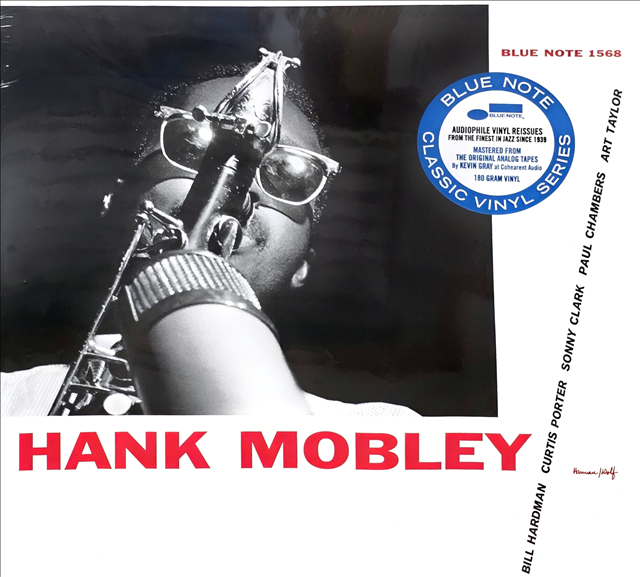 BLUE NOTE 1568
BLUE NOTE
BLUE NOTE
AUDIOPHILE VINYL REISSUES
FROM THE FINEST IN JAZZ SINCE 1939
MASTERED FROM
THE ORIGINAL ANALOG TAPES
By KEVIN GRAY at Cohearent Audio
180 GRAM VINYL
CLASSIC VINYL SERIES
BILL HARDMAN CURTIS PORTER SONNY CLARK PAUL CHAMBERS ART TAYLOR
HANK MOBLEY
Herman/Wolf